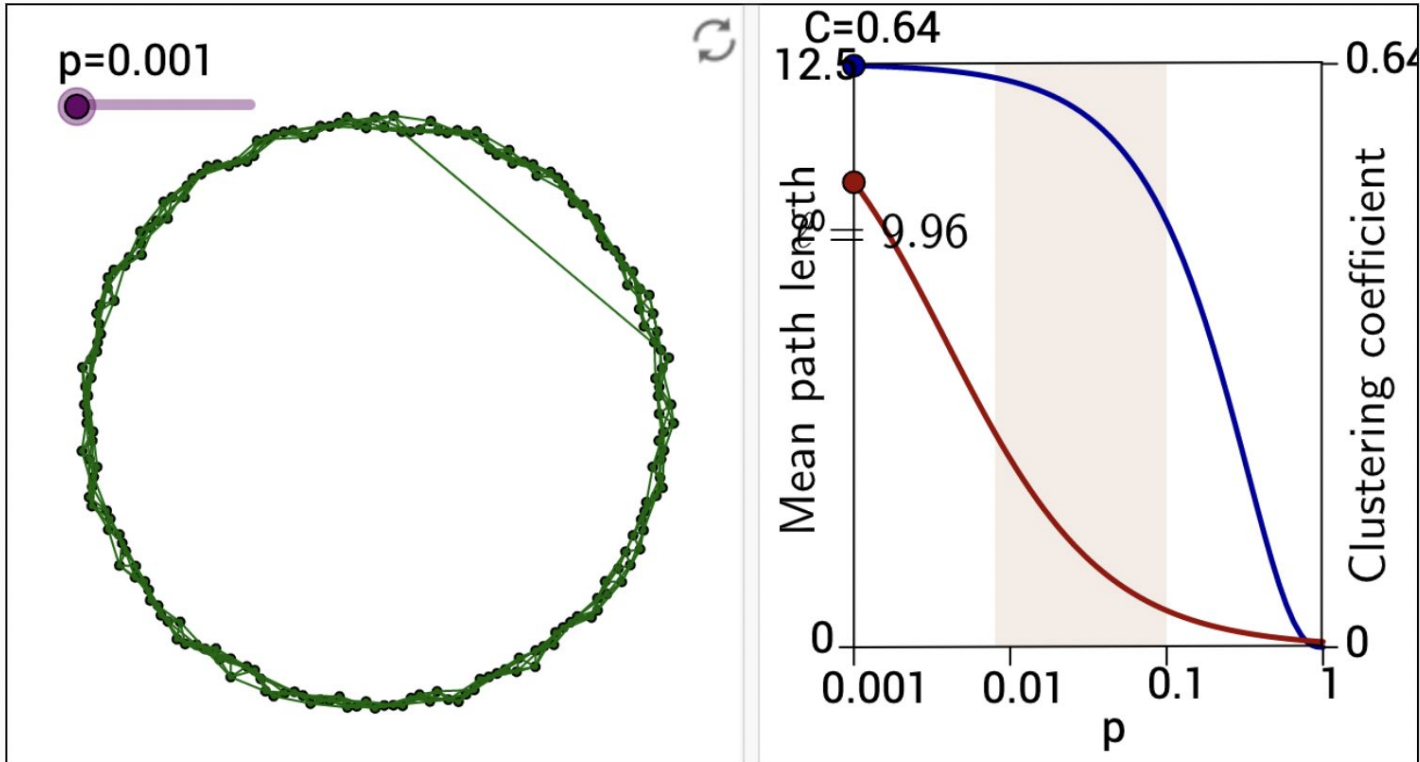 p=0.001
C=0.64
12.5
0.64
Mean path length
ℓ = 9.96
Clustering coefficient
0
0
0.001
0.01
0.1
1
p